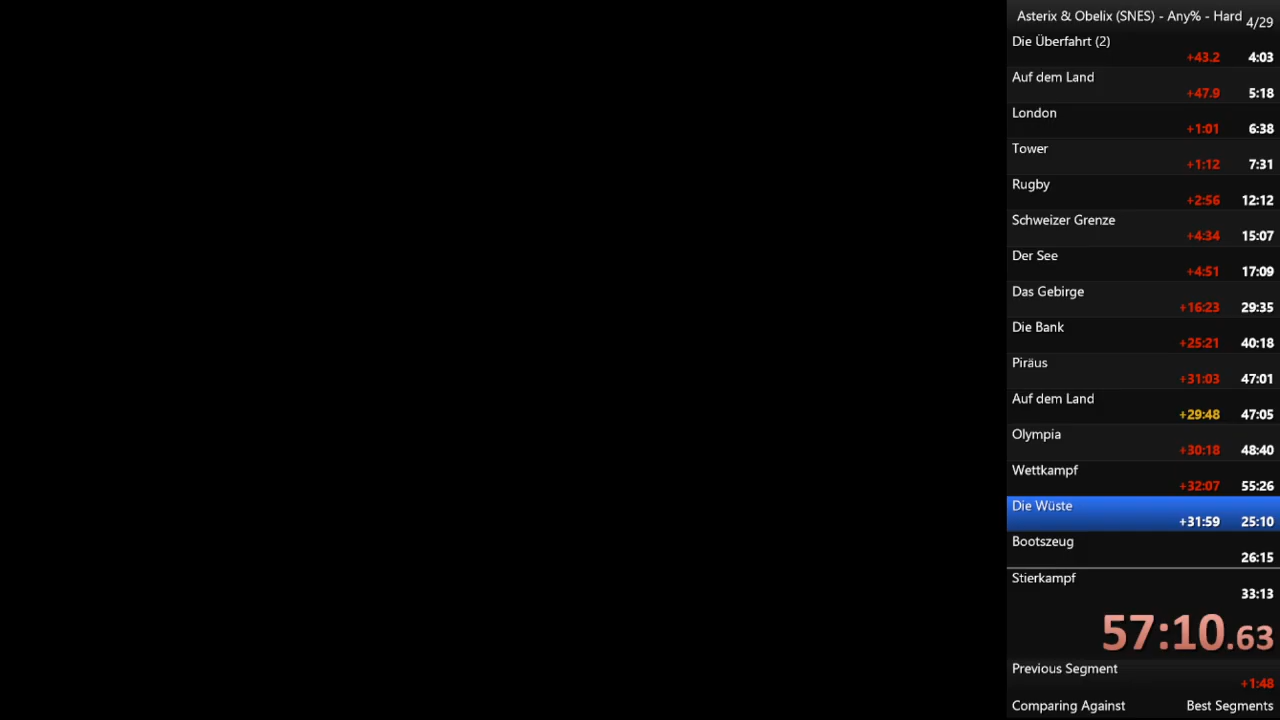 Asterix & Obelix (SNES) - Any% - Hard 4/29
Die Überfahrt (2)
+43.2 4:03
Auf dem Land
+47.9 5:18
London
+1:01 6:38
Tower
+1:12 7:31
Rugby
+2:56 12:12
Schweizer Grenze
+4:34 15:07
Der See
+4:51 17:09
Das Gebirge
+16:23 29:35
Die Bank
+25:21 40:18
Piräus
+31:03 47:01
Auf dem Land
+29:48 47:05
Olympia
+30:18 48:40
Wettkampf
+32:07 55:26
Die Wüste
+31:59 25:10
Bootszeug
26:15
Stierkampf
33:13
57:10.63
Previous Segment
+1:48
Comparing Against Best Segments